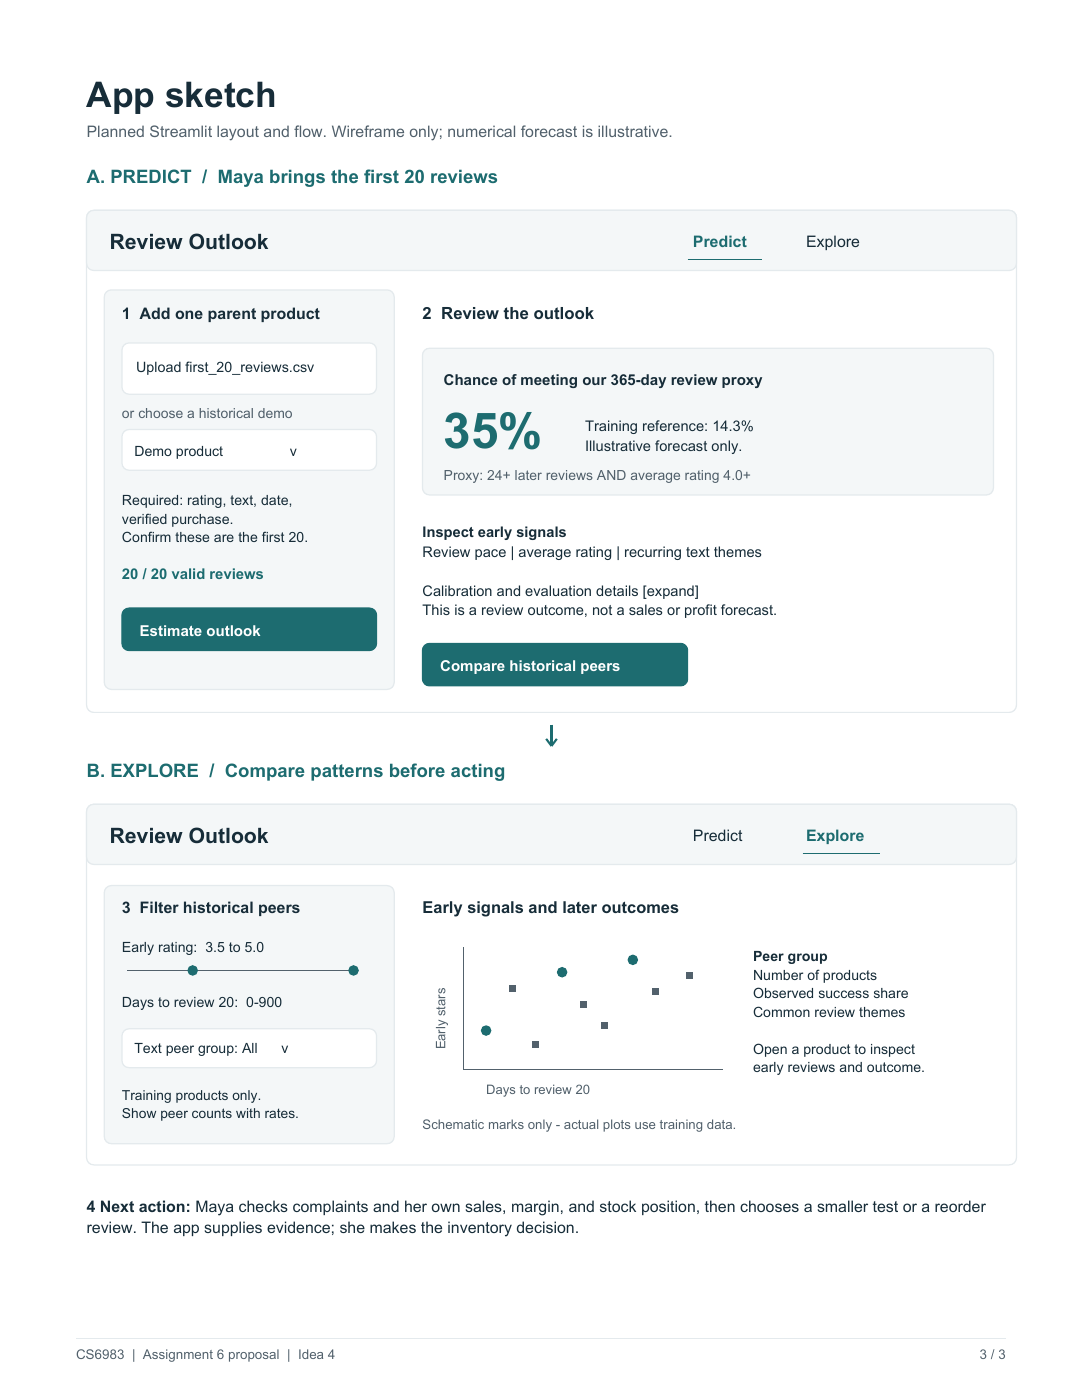 App sketch
Planned Streamlit layout and flow. Wireframe only; numerical forecast is illustrative.
A. PREDICT / Maya brings the first 20 reviews
Review Outlook
Predict
Explore
1 Add one parent product
Upload first_20_reviews.csv
or choose a historical demo
Demo product v
Required: rating, text, date,
verified purchase.
Confirm these are the first 20.
20 / 20 valid reviews
Estimate outlook
2 Review the outlook
Chance of meeting our 365-day review proxy
35%
Training reference: 14.3%
Illustrative forecast only.
Proxy: 24+ later reviews AND average rating 4.0+
Inspect early signals
Review pace | average rating | recurring text themes
Calibration and evaluation details [expand]
This is a review outcome, not a sales or profit forecast.
Compare historical peers
B. EXPLORE / Compare patterns before acting
Review Outlook
Predict
Explore
3 Filter historical peers
Early rating: 3.5 to 5.0
Days to review 20: 0-900
Text peer group: All v
Training products only.
Show peer counts with rates.
Early signals and later outcomes
Early stars
Days to review 20
Schematic marks only - actual plots use training data.
Peer group
Number of products
Observed success share
Common review themes
Open a product to inspect
early reviews and outcome.
4 Next action: Maya checks complaints and her own sales, margin, and stock position, then chooses a smaller test or a reorder
review. The app supplies evidence; she makes the inventory decision.
CS6983 | Assignment 6 proposal | Idea 4
3 / 3